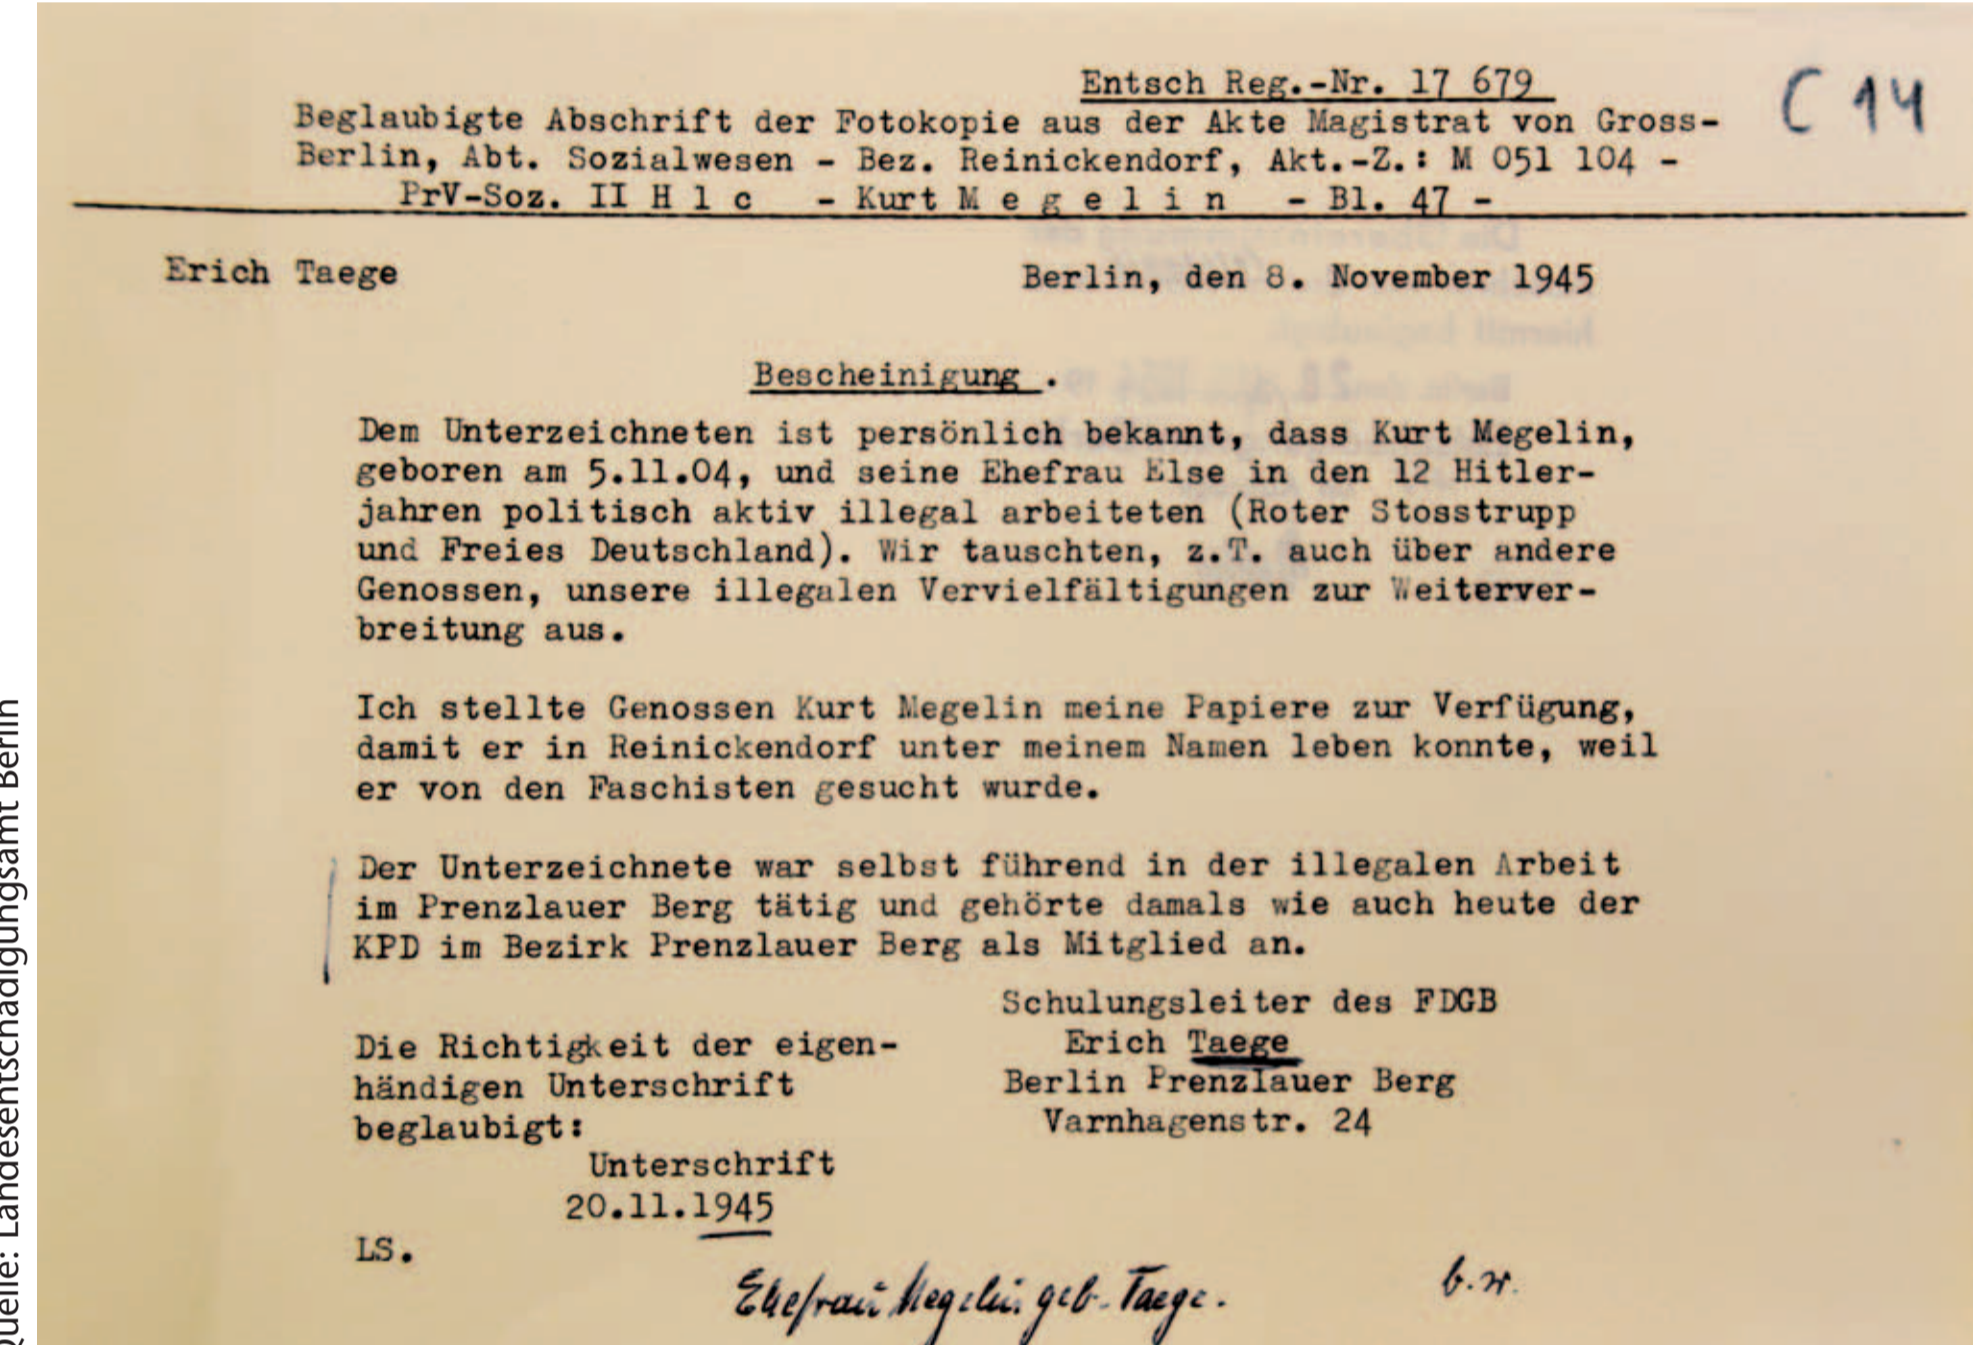 Entsch Reg.-Nr. 17 679
C 14
Beglaubigte Abschrift der Fotokopie aus der Akte Magistrat von Gross-
Berlin, Abt. Sozialwesen - Bez. Reinickendorf, Akt.-Z.: M 051 104 -
PrV-Soz. II H l c - Kurt M e g e l i n - Bl. 47 -
Erich Taege
Berlin, den 8. November 1945
Bescheinigung .
Dem Unterzeichneten ist persönlich bekannt, dass Kurt Megelin,
geboren am 5.11.04, und seine Ehefrau Else in den 12 Hitler-
jahren politisch aktiv illegal arbeiteten (Roter Stosstrupp
und Freies Deutschland). Wir tauschten, z.T. auch über andere
Genossen, unsere illegalen Vervielfältigungen zur Weiterver-
breitung aus.
Ich stellte Genossen Kurt Megelin meine Papiere zur Verfügung,
damit er in Reinickendorf unter meinem Namen leben konnte, weil
er von den Faschisten gesucht wurde.
Der Unterzeichnete war selbst führend in der illegalen Arbeit
im Prenzlauer Berg tätig und gehörte damals wie auch heute der
KPD im Bezirk Prenzlauer Berg als Mitglied an.
Schulungsleiter des FDGB
Erich Taege
Berlin Prenzlauer Berg
Varnhagenstr. 24
Die Richtigkeit der eigen-
händigen Unterschrift
beglaubigt:
Unterschrift
20.11.1945
LS.
Ehefrau Megelin geb. Taege.
b.w.
Quelle: Landesentschädigungsamt Berlin